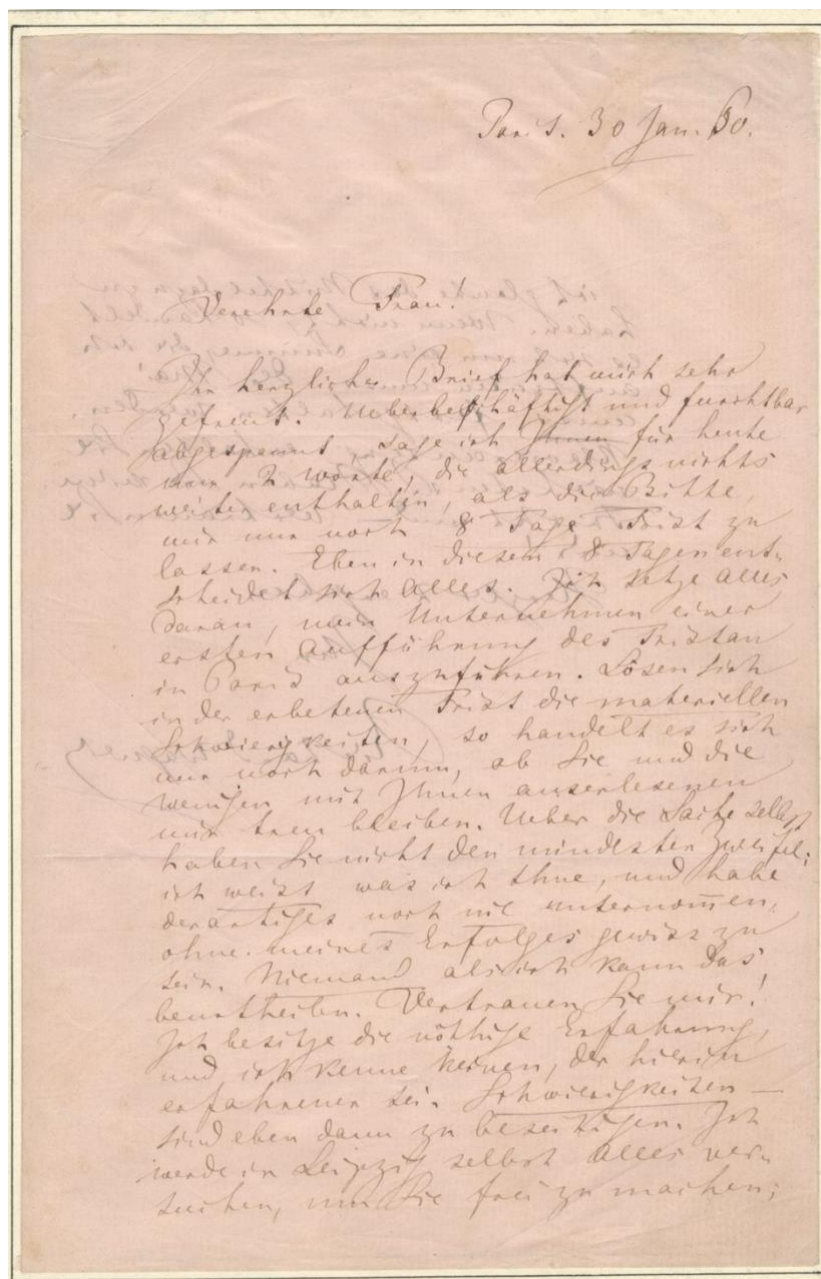 Paris. 30 Jan. 60.
Verehrte Frau!
Ihr herzlicher Brief hat mich sehr
gefreut. Ueberbeschäftigt und furchtbar
abgespannt sage ich Ihnen für heute
nur 2 Worte, die allerdings nichts
weiter enthalten, als die Bitte,
mir nur noch 8 Tage Frist zu
lassen. Eben in diesen 8 Tagen ent-
scheidet sich Alles. Ich setze alles
daran, mein Unternehmen einer
ersten Aufführung des Tristan
in Paris auszuführen. Lösen sich
in der erbetenen Frist die materiellen
Schwierigkeiten, so handelt es sich
nur noch darum, ob Sie und die
wenigen mit Ihnen auserlesenen
mir treu bleiben. Ueber die Sache selbst
haben Sie nicht den mindesten Zweifel;
ich weiss was ich thue, und habe
derartiges noch nie unternom̅en,
ohne meines Erfolges gewiss zu
sein. Niemand als ich kann das
beurtheilen. Vertrauen Sie mir!
Ich besitze die nöthige Erfahrung,
und ich kenne keinen, der hierin
erfahrener sei. Schwierigkeiten —
sind eben dann zu beseitigen. Ich
werde in Leipzig selbst Alles ver-
suchen, um Sie frei zu machen;